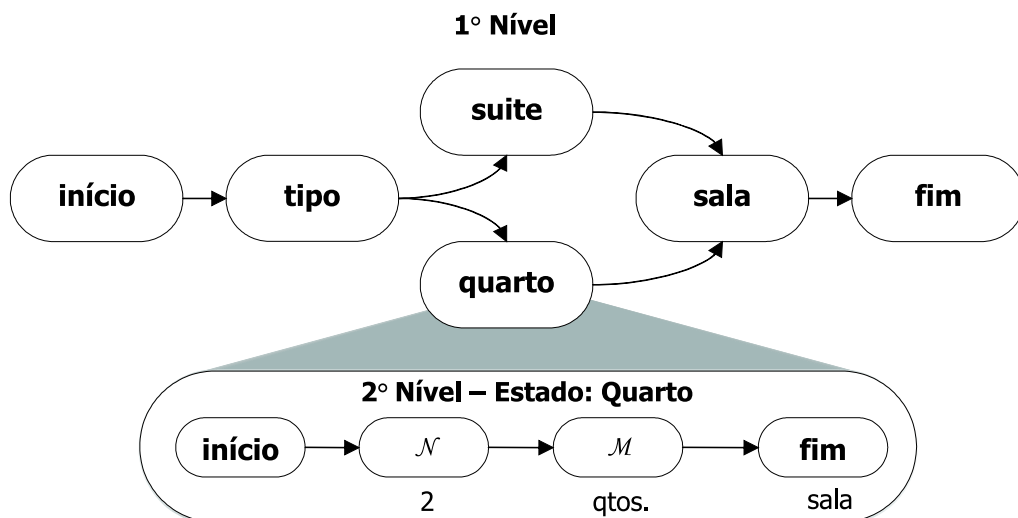 1° Nível
suite
início
tipo
sala
fim
quarto
2° Nível – Estado: Quarto
início
𝒩
ℳ
fim
2
qtos.
sala